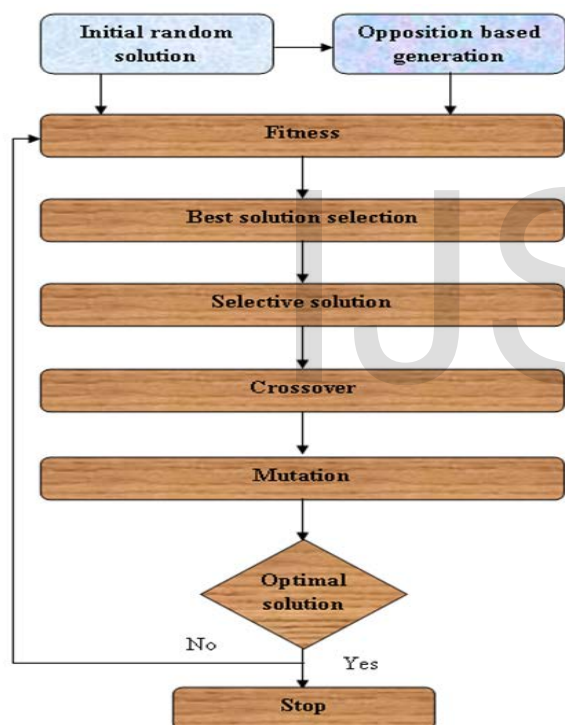 Initial random
solution
Opposition based
generation
Fitness
Best solution selection
Selective solution
Crossover
Mutation
Optimal
solution
No
Yes
Stop
IJS